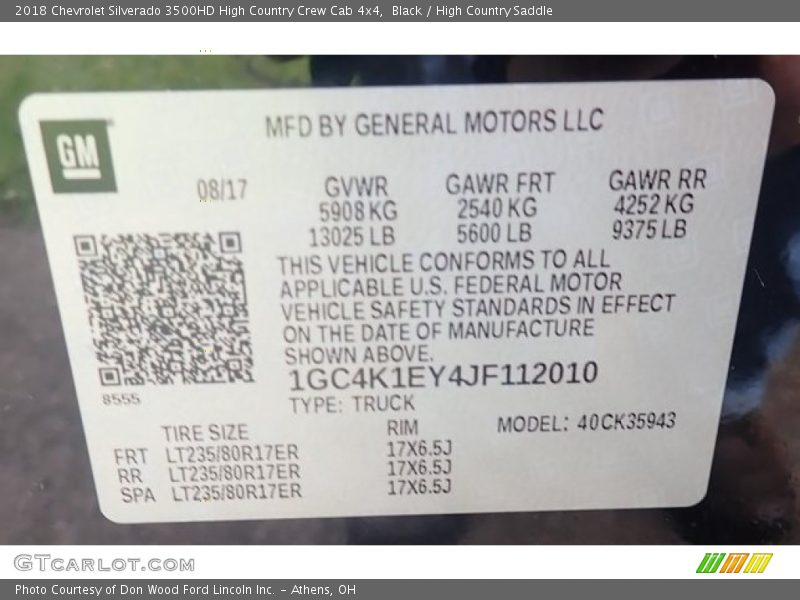 2018 Chevrolet Silverado 3500HD High Country Crew Cab 4x4, Black / High Country Saddle
GM
MFD BY GENERAL MOTORS LLC
08/17
GVWR GAWR FRT GAWR RR
5908 KG 2540 KG 4252 KG
13025 LB 5600 LB 9375 LB
THIS VEHICLE CONFORMS TO ALL
APPLICABLE U.S. FEDERAL MOTOR
VEHICLE SAFETY STANDARDS IN EFFECT
ON THE DATE OF MANUFACTURE
SHOWN ABOVE.
1GC4K1EY4JF112010
8555
TYPE: TRUCK
MODEL: 40CK35943
TIRE SIZE RIM
FRT LT235/80R17ER 17X6.5J
RR LT235/80R17ER 17X6.5J
SPA LT235/80R17ER 17X6.5J
GTCARLOT.COM
Photo Courtesy of Don Wood Ford Lincoln Inc. - Athens, OH